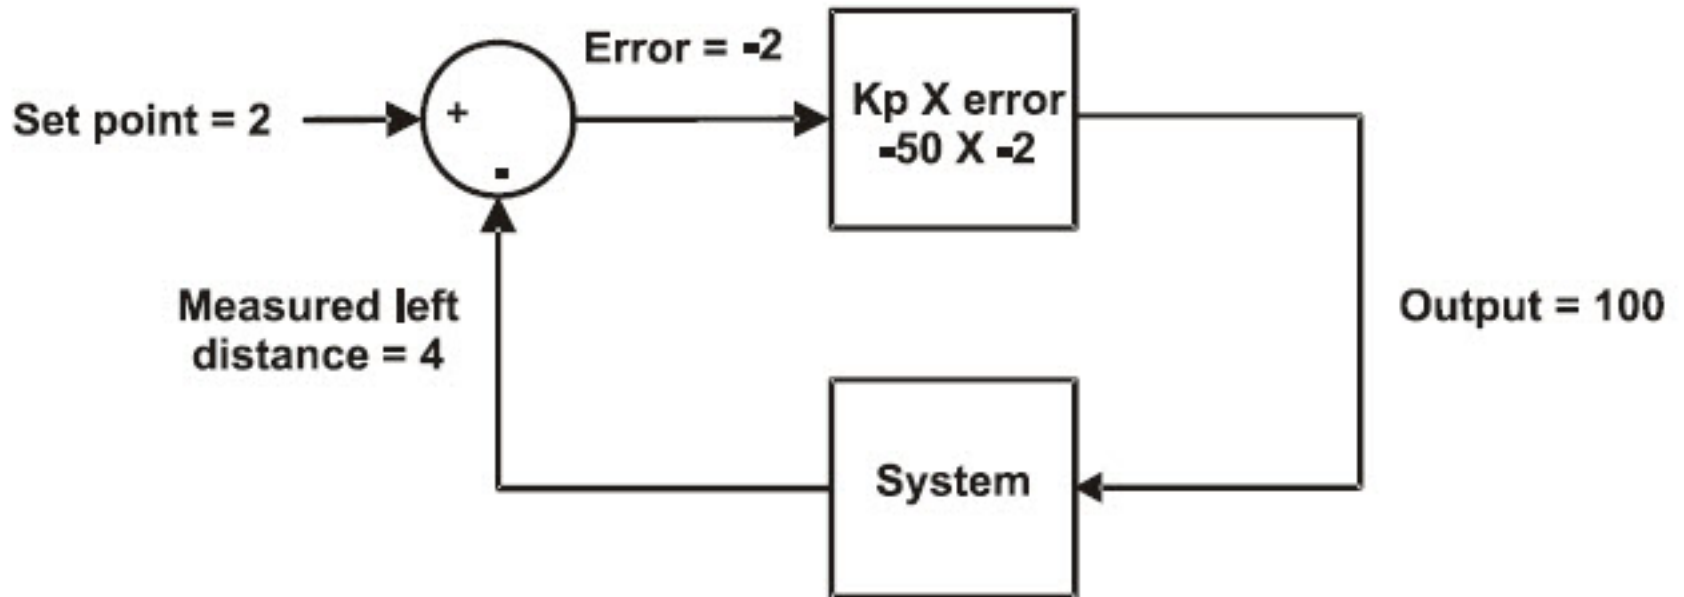 Error = -2
Set point = 2
+
-
Kp X error
-50 X -2
Measured left
distance = 4
Output = 100
System